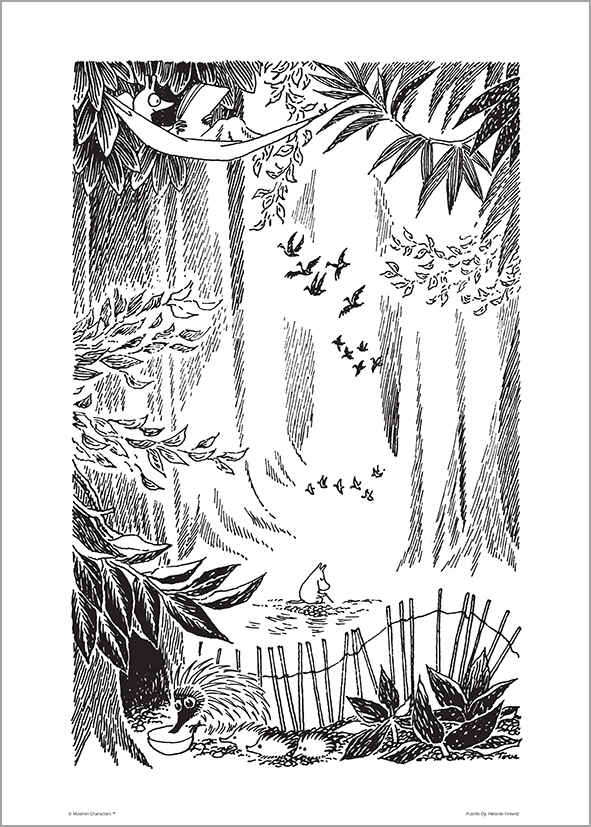 Tove
© Moomin Characters ™
Putinki Oy, Helsinki Finland